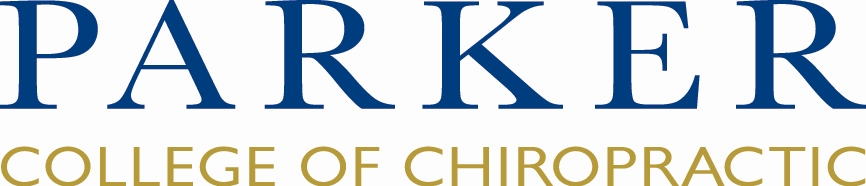 PARKER
COLLEGE OF CHIROPRACTIC